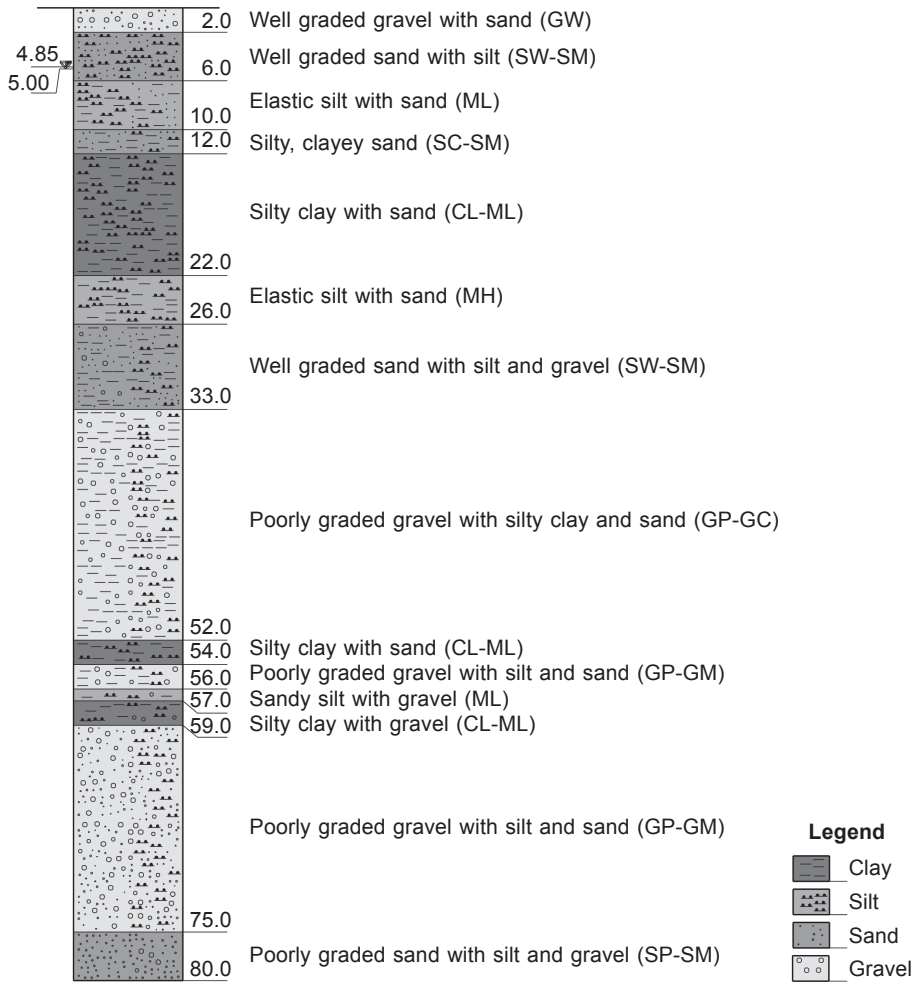 2.0 Well graded gravel with sand (GW)
4.85
5.00
6.0 Well graded sand with silt (SW-SM)
10.0 Elastic silt with sand (ML)
12.0 Silty, clayey sand (SC-SM)
22.0 Silty clay with sand (CL-ML)
26.0 Elastic silt with sand (MH)
33.0 Well graded sand with silt and gravel (SW-SM)
52.0 Poorly graded gravel with silty clay and sand (GP-GC)
54.0 Silty clay with sand (CL-ML)
56.0 Poorly graded gravel with silt and sand (GP-GM)
57.0 Sandy silt with gravel (ML)
59.0 Silty clay with gravel (CL-ML)
75.0 Poorly graded gravel with silt and sand (GP-GM)
80.0 Poorly graded sand with silt and gravel (SP-SM)
Legend
Clay
Silt
Sand
Gravel